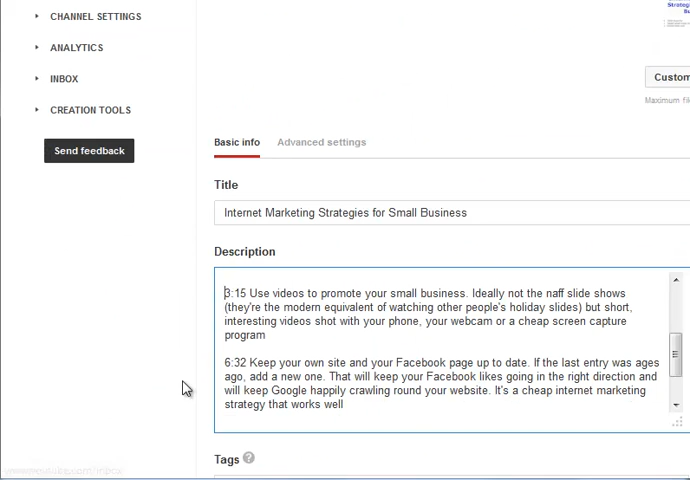 CHANNEL SETTINGS
ANALYTICS
INBOX
CREATION TOOLS
Send feedback
Custom
Basic info Advanced settings
Title
Internet Marketing Strategies for Small Business
Description
3:15 Use videos to promote your small business. Ideally not the naff slide shows
(they're the modern equivalent of watching other people's holiday slides) but short,
interesting videos shot with your phone, your webcam or a cheap screen capture
program
6:32 Keep your own site and your Facebook page up to date. If the last entry was ages
ago, add a new one. That will keep your Facebook likes going in the right direction and
will keep Google happily crawling round your website. It's a cheap internet marketing
strategy that works well
Tags